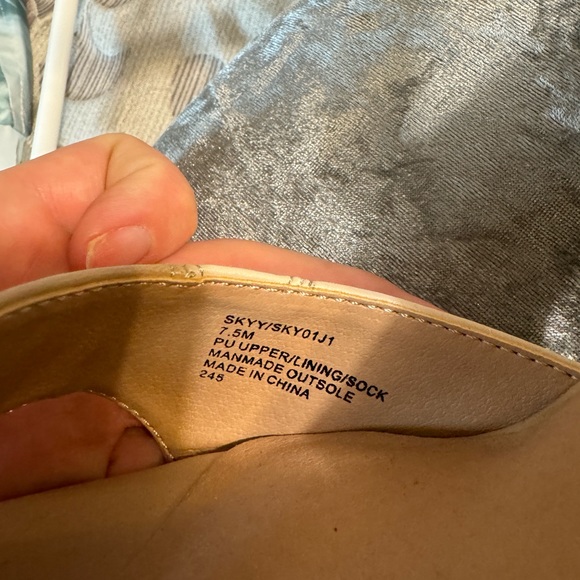 SKYY/SKY01J1
7.5M
PU UPPER/LINING/SOCK
MANMADE OUTSOLE
MADE IN CHINA
245